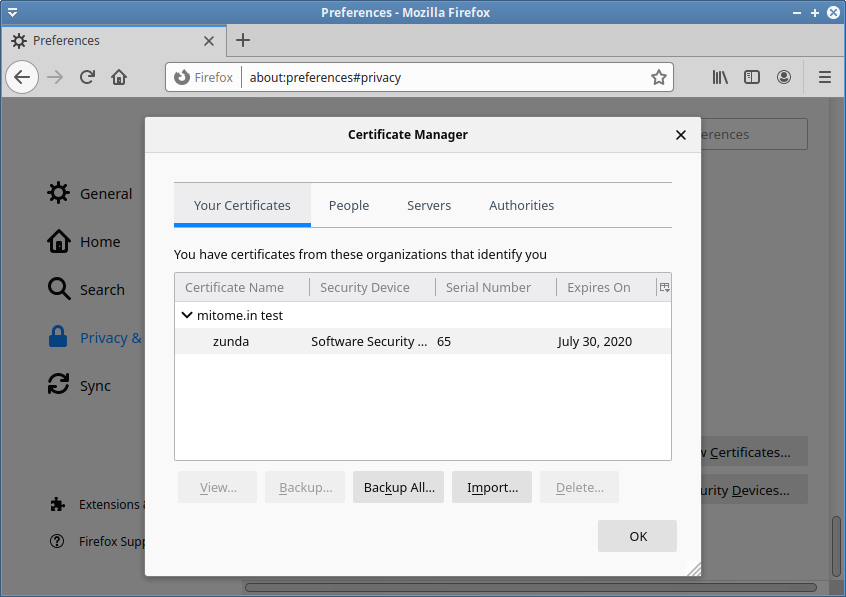 Preferences - Mozilla Firefox
Preferences
Firefox about:preferences#privacy
erences
General
Home
Search
Privacy &
Sync
Extensions &
Firefox Supp
Certificate Manager
Your Certificates People Servers Authorities
You have certificates from these organizations that identify you
Certificate Name Security Device Serial Number Expires On
mitome.in test
zunda Software Security ... 65 July 30, 2020
View... Backup... Backup All... Import... Delete...
OK
w Certificates...
urity Devices...